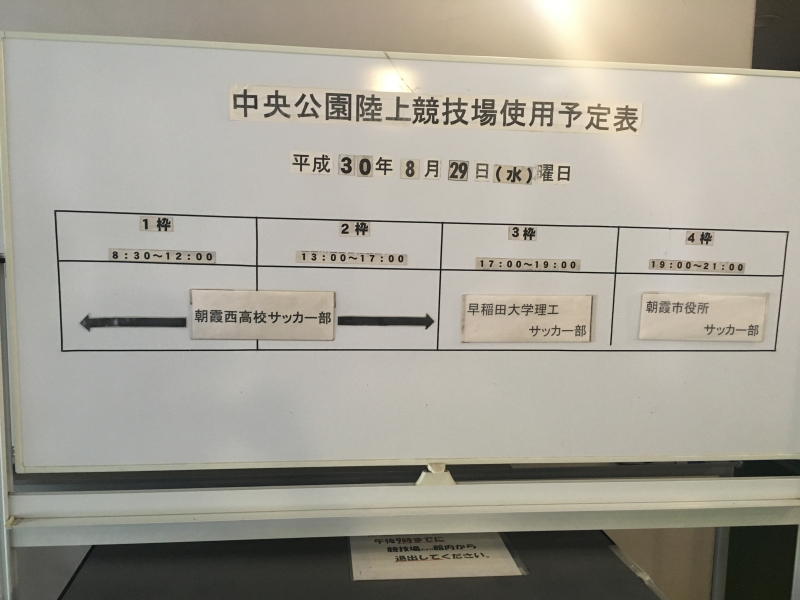 中央公園陸上競技場使用予定表
平成 30 年 8 月 29 日 (水) 曜日
1 枠
2 枠
3 枠
4 枠
8:30～12:00
13:00～17:00
17:00～19:00
19:00～21:00
朝霞西高校サッカー部
早稲田大学理工
サッカー部
朝霞市役所
サッカー部
午後9時までに
競技場 館内から
退出してください。